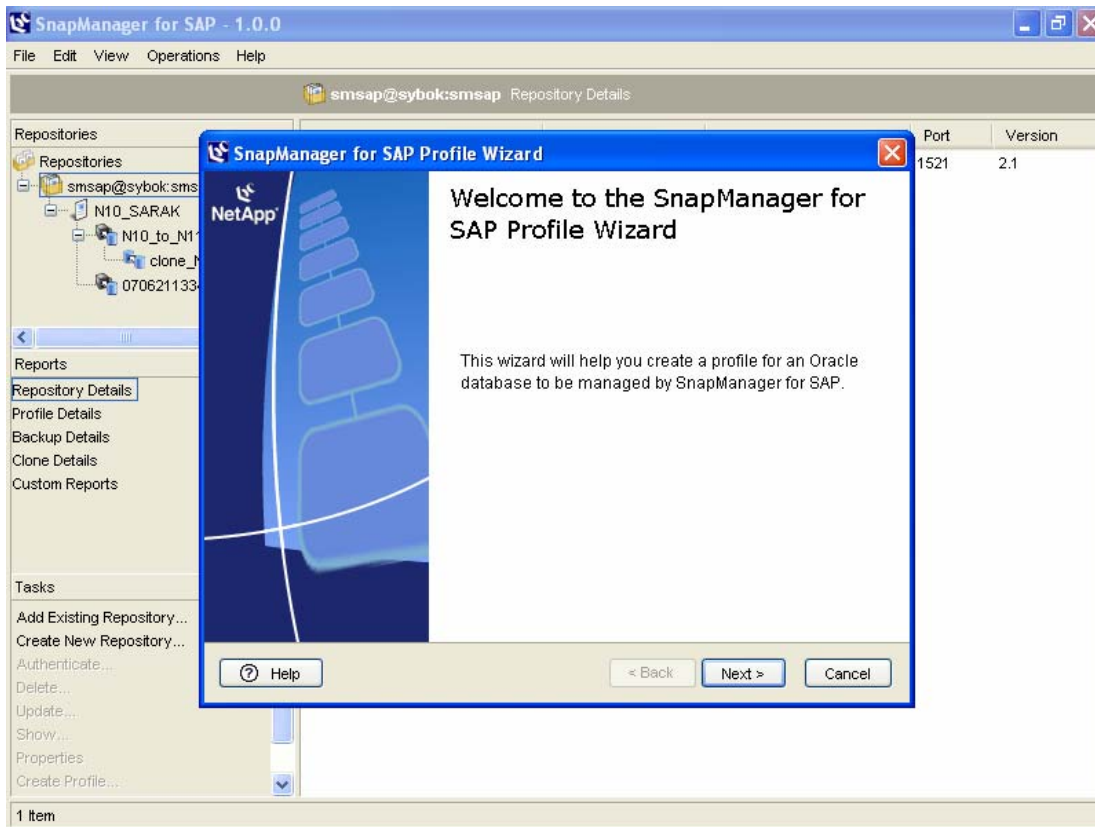 SnapManager for SAP - 1.0.0
File Edit View Operations Help
smsap@sybok:smsap Repository Details
Repositories
Port Version
Repositories
1521 2.1
smsap@sybok:sms
N10_SARAK
N10_to_N1
clone_
070621133
Reports
Repository Details
Profile Details
Backup Details
Clone Details
Custom Reports
Tasks
Add Existing Repository...
Create New Repository...
Authenticate...
Delete...
Update...
Show...
Properties
Create Profile...
1 Item
SnapManager for SAP Profile Wizard
NetApp
Welcome to the SnapManager for
SAP Profile Wizard
This wizard will help you create a profile for an Oracle
database to be managed by SnapManager for SAP.
Help
< Back
Next >
Cancel